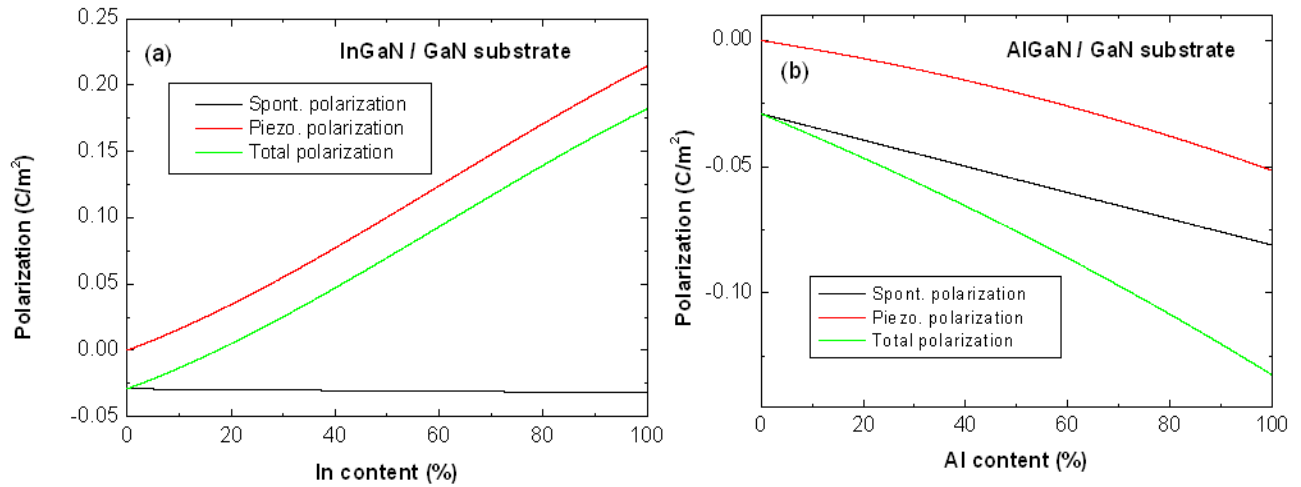 (a)
InGaN / GaN substrate
Spont. polarization
Piezo. polarization
Total polarization
Polarization (C/m²)
0.25
0.20
0.15
0.10
0.05
0.00
-0.05
0 20 40 60 80 100
In content (%)
AlGaN / GaN substrate
(b)
Spont. polarization
Piezo. polarization
Total polarization
Polarization (C/m²)
0.00
-0.05
-0.10
0 20 40 60 80 100
Al content (%)